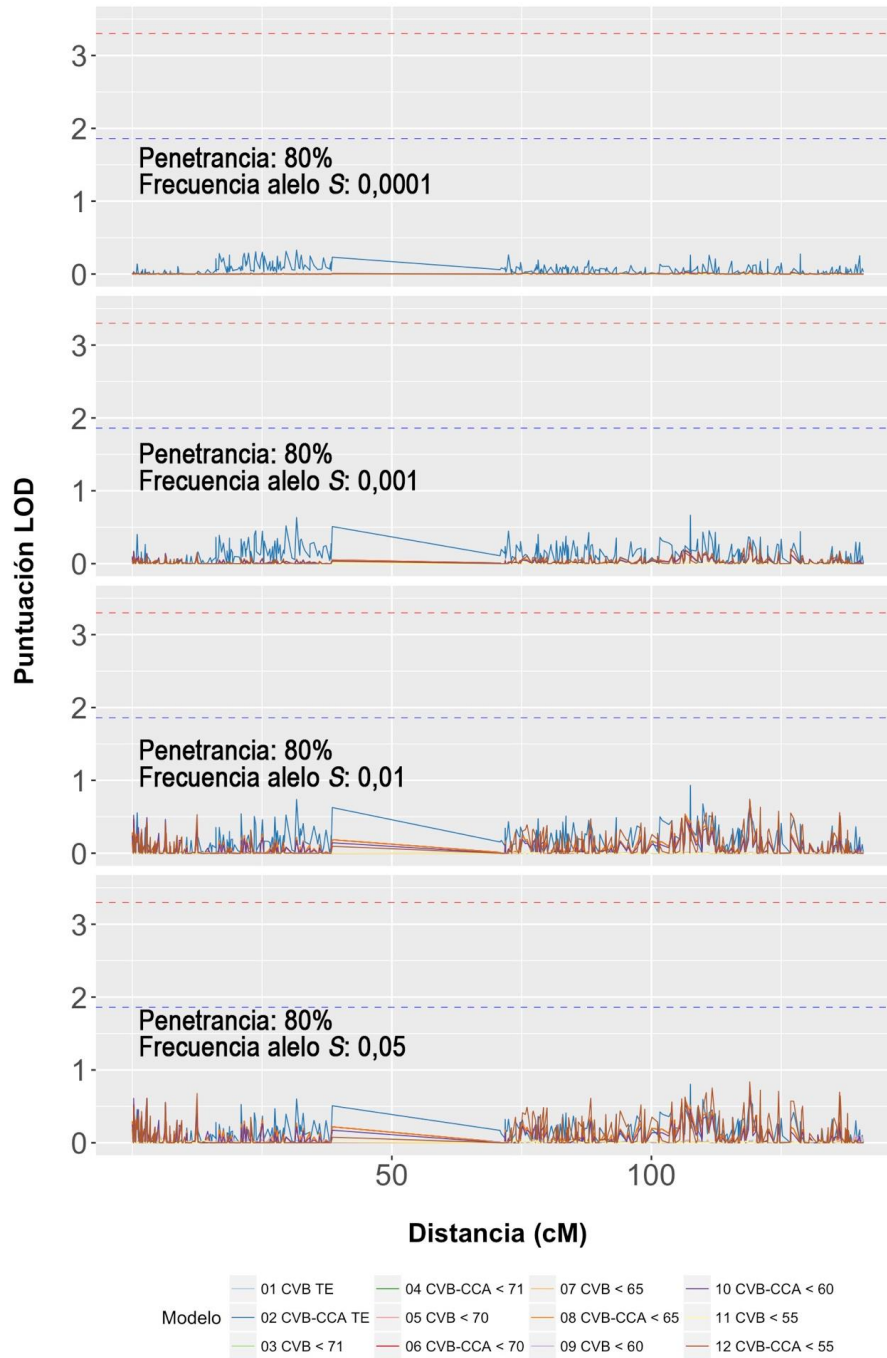 3
2
Penetrancia: 80%
Frecuencia alelo S: 0,0001
1
0
3
2
Penetrancia: 80%
Frecuencia alelo S: 0,001
1
0
3
2
Penetrancia: 80%
Frecuencia alelo S: 0,01
1
0
3
2
Penetrancia: 80%
Frecuencia alelo S: 0,05
1
0
Puntuación LOD
50 100
Distancia (cM)
01 CVB TE 04 CVB-CCA < 71 07 CVB < 65 10 CVB-CCA < 60
Modelo 02 CVB-CCA TE 05 CVB < 70 08 CVB-CCA < 65 11 CVB < 55
03 CVB < 71 06 CVB-CCA < 70 09 CVB < 60 12 CVB-CCA < 55